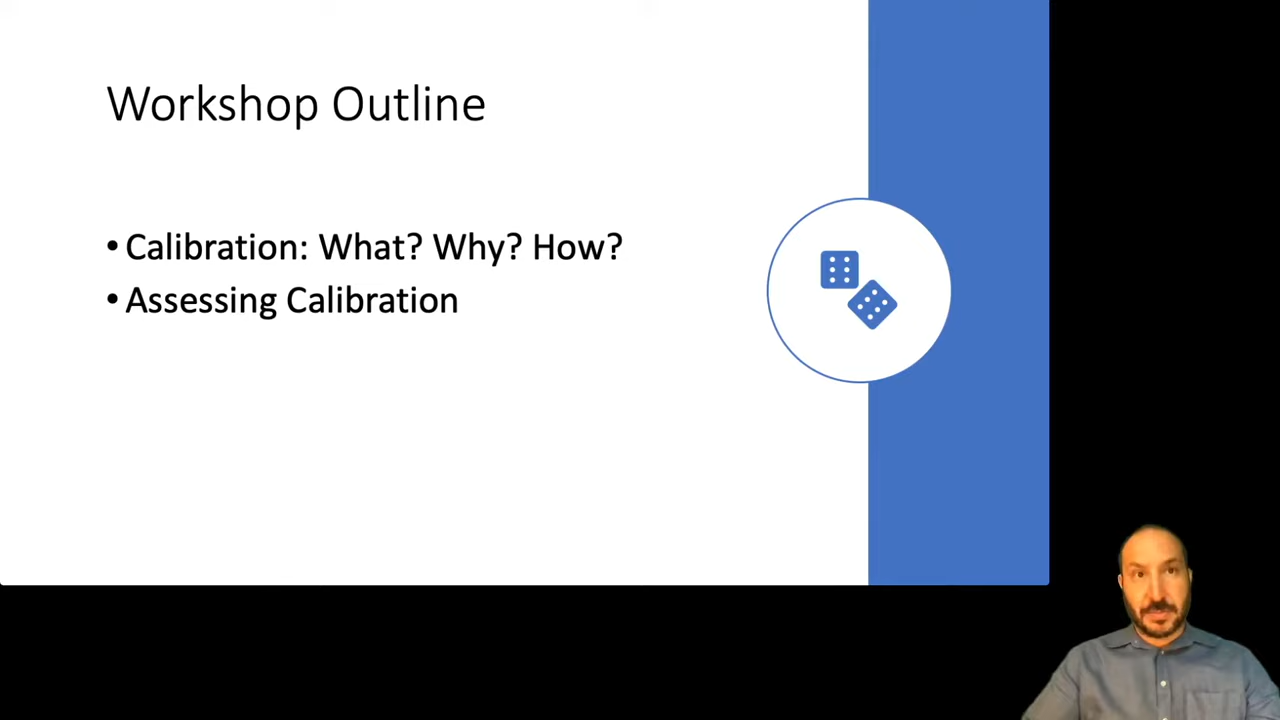 Workshop Outline
• Calibration: What? Why? How?
• Assessing Calibration